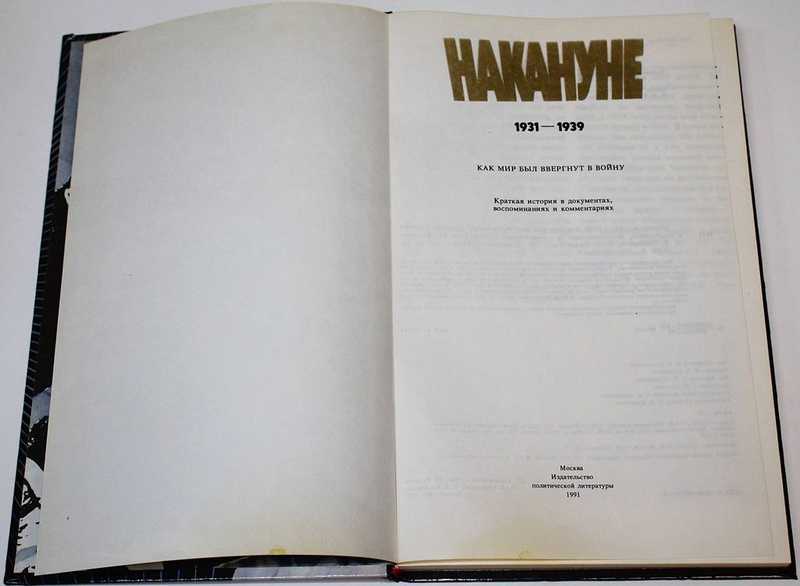 НАКАНУНЕ
1931—1939
КАК МИР БЫЛ ВВЕРГНУТ В ВОЙНУ
Краткая история в документах,
воспоминаниях и комментариях
Москва
Издательство
политической литературы
1991